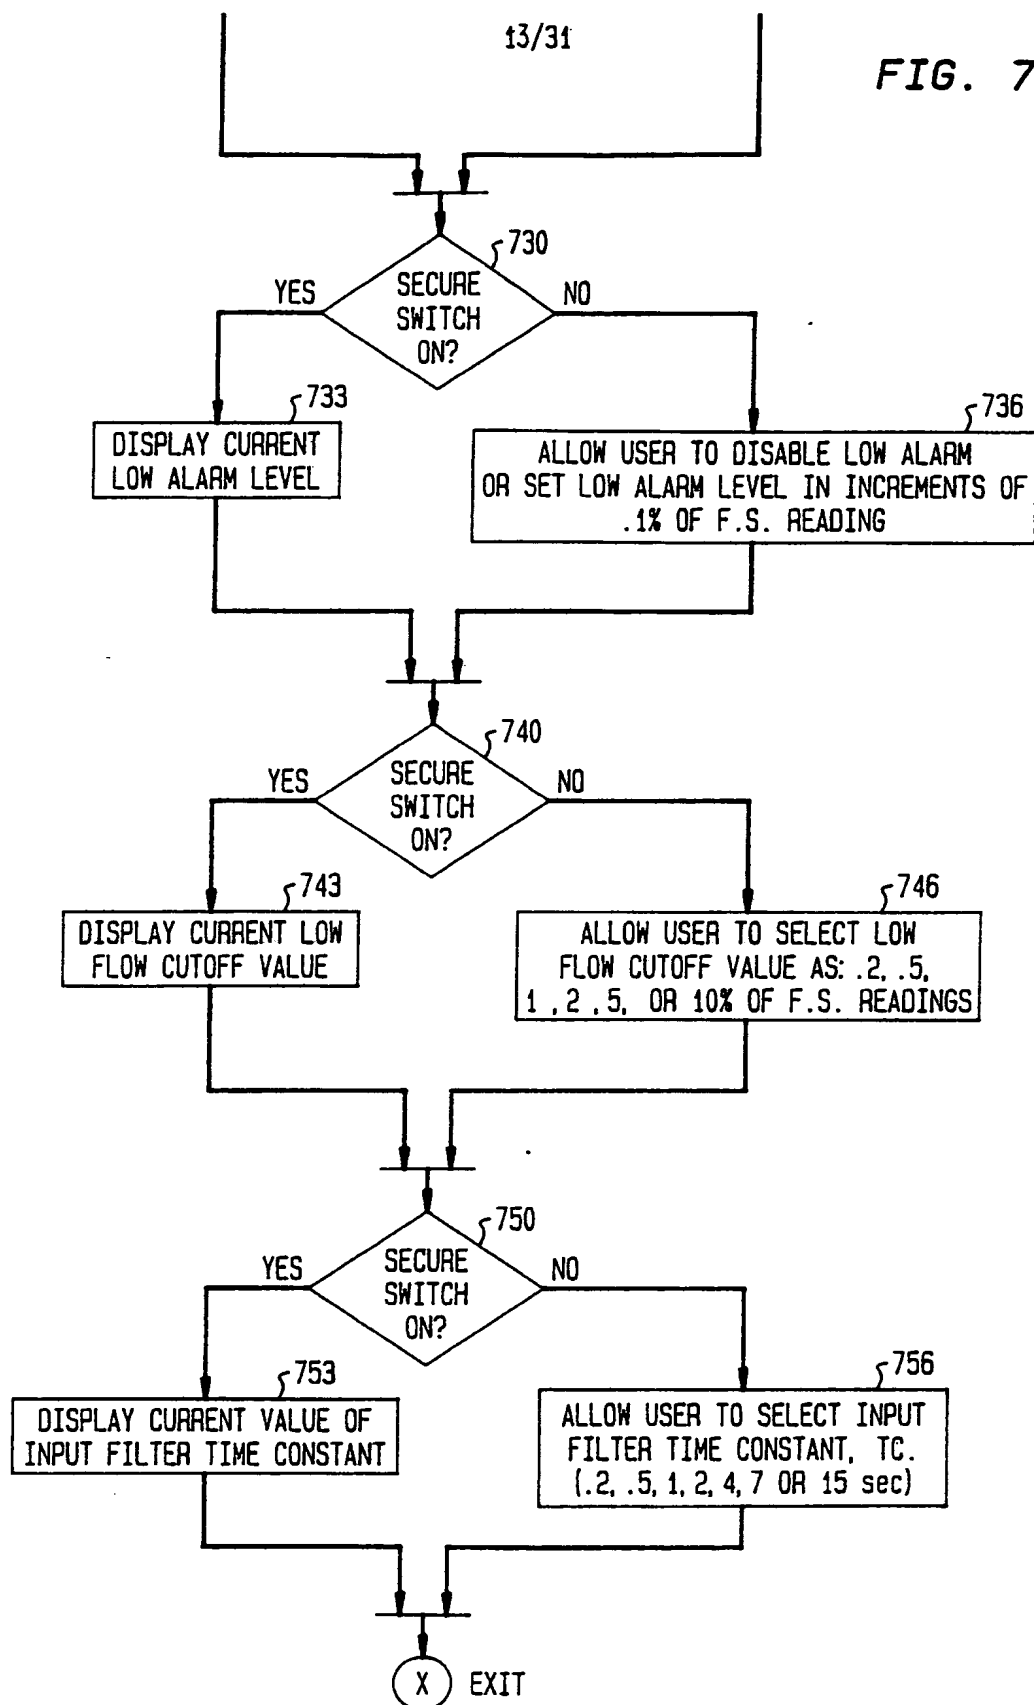 13/31
FIG. 7
730
YES
SECURE
SWITCH
ON?
NO
733
DISPLAY CURRENT
LOW ALARM LEVEL
736
ALLOW USER TO DISABLE LOW ALARM
OR SET LOW ALARM LEVEL IN INCREMENTS OF
.1% OF F.S. READING
740
YES
SECURE
SWITCH
ON?
NO
743
DISPLAY CURRENT LOW
FLOW CUTOFF VALUE
746
ALLOW USER TO SELECT LOW
FLOW CUTOFF VALUE AS: .2, .5,
1 , 2 , 5, OR 10% OF F.S. READINGS
750
YES
SECURE
SWITCH
ON?
NO
753
DISPLAY CURRENT VALUE OF
INPUT FILTER TIME CONSTANT
756
ALLOW USER TO SELECT INPUT
FILTER TIME CONSTANT, TC.
(.2, .5, 1, 2, 4, 7 OR 15 sec)
X EXIT